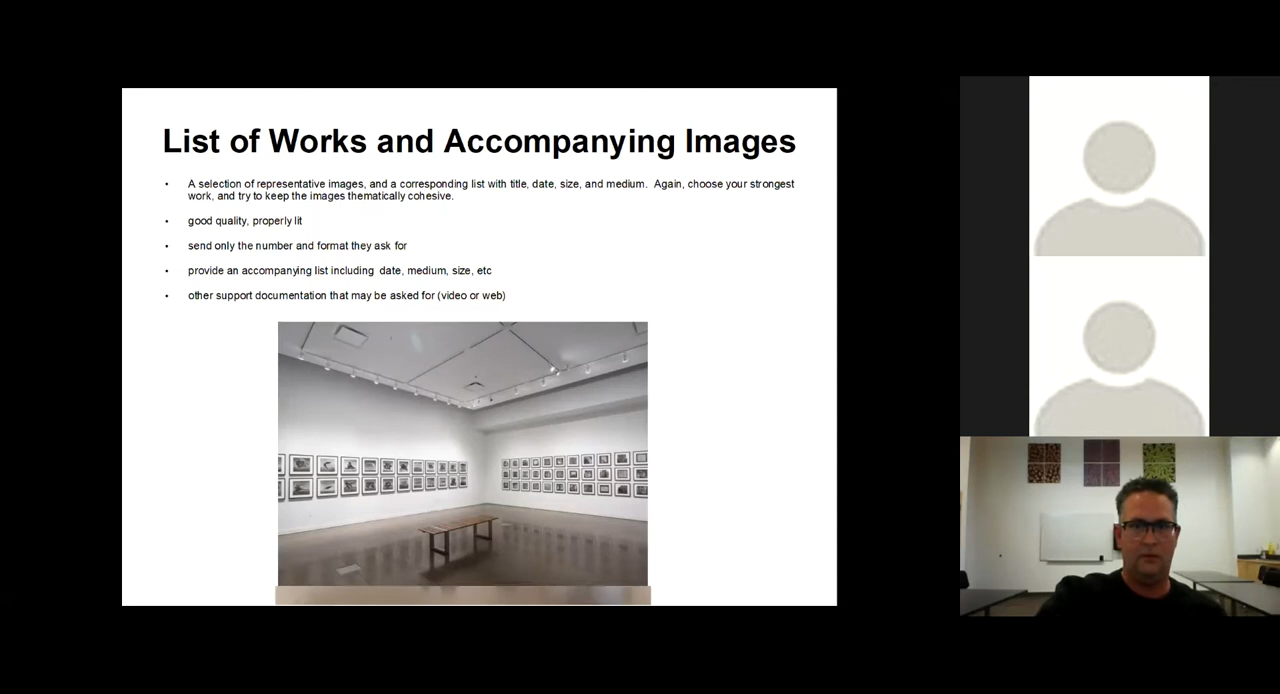 List of Works and Accompanying Images
• A selection of representative images, and a corresponding list with title, date, size, and medium.  Again, choose your strongest
work, and try to keep the images thematically cohesive.
• good quality, properly lit
• send only the number and format they ask for
• provide an accompanying list including  date, medium, size, etc
• other support documentation that may be asked for (video or web)